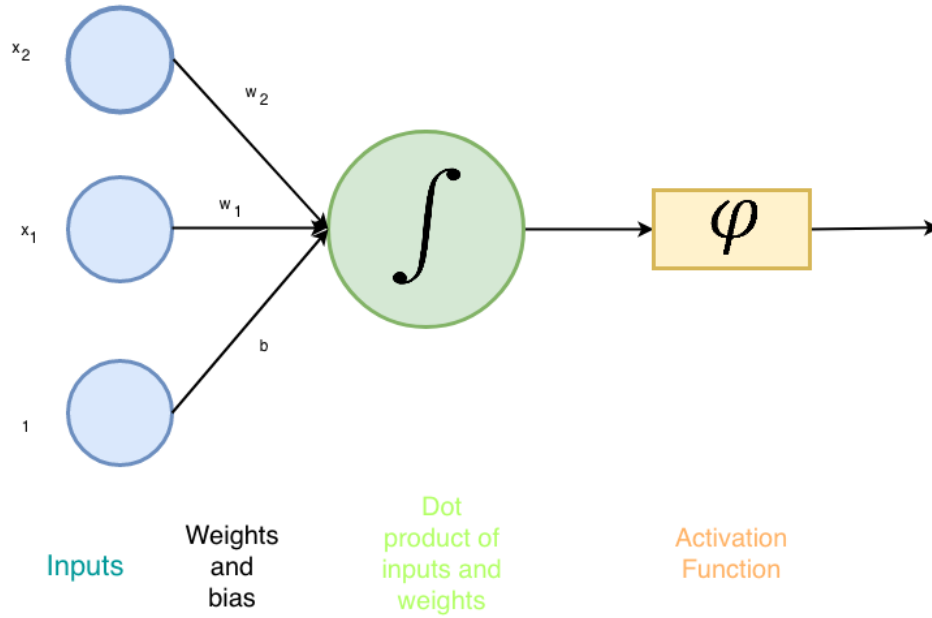 x2
w2
x1
w1
∫
φ
b
1
Inputs
Weights
and
bias
Dot
product of
inputs and
weights
Activation
Function